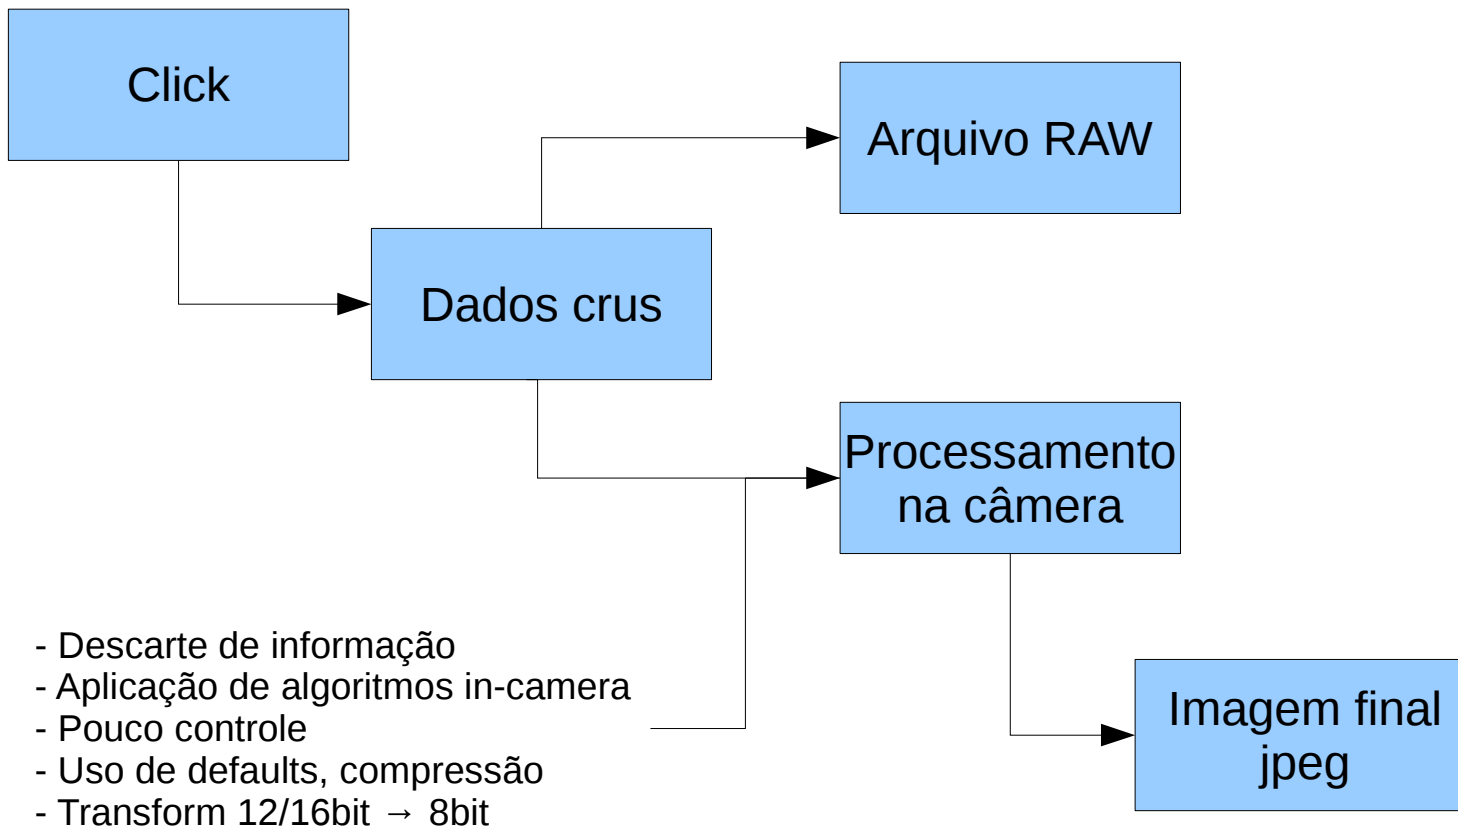 Click
Arquivo RAW
Dados crus
Processamento
na câmera
- Descarte de informação
- Aplicação de algoritmos in-camera
- Pouco controle
- Uso de defaults, compressão
- Transform 12/16bit → 8bit
Imagem final
jpeg